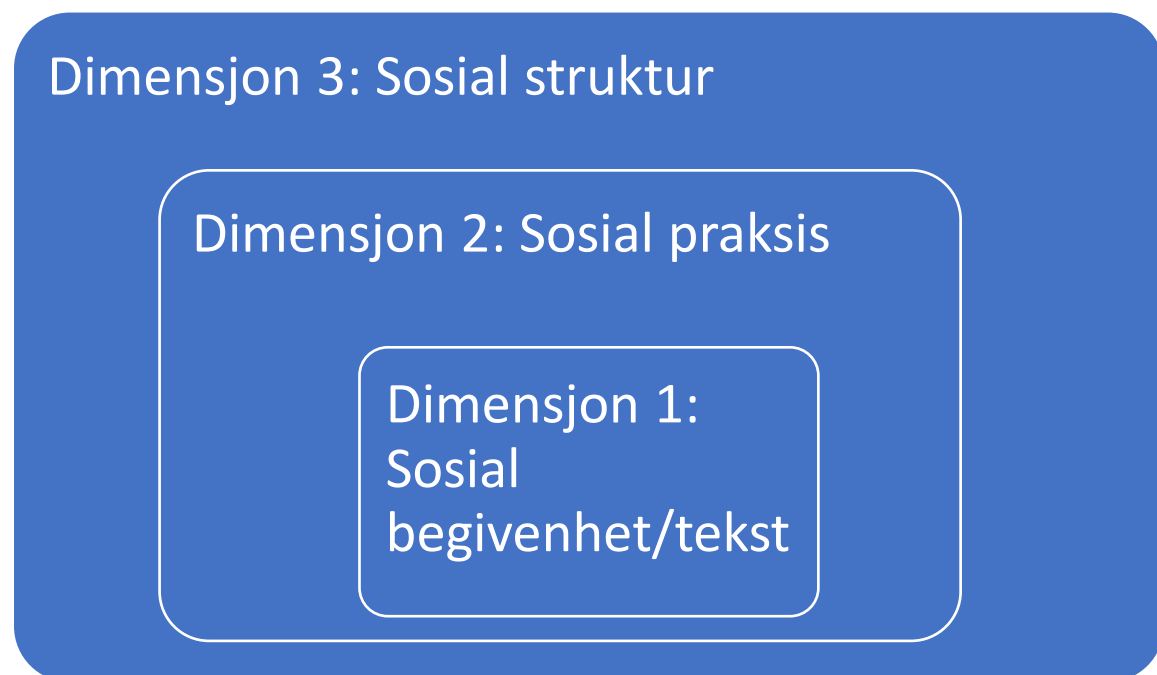 Dimensjon 3: Sosial struktur
Dimensjon 2: Sosial praksis
Dimensjon 1:
Sosial
begivenhet/tekst